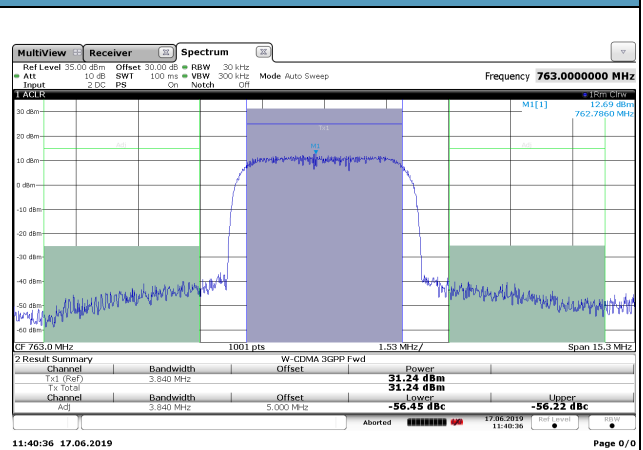 MultiView Receiver Spectrum
Ref Level 35.00 dBm Offset 30.00 dB RBW 30 kHz
Att 10 dB SWT 100 ms VBW 300 kHz Mode Auto Sweep Frequency 763.0000000 MHz
Input 2 DC PS On Notch Off
1 ACLR 1Rm Clrw
M1[1] 12.69 dBm
762.7860 MHz
30 dBm
Tx1
20 dBm
Adj Adj
M1
10 dBm
0 dBm
-10 dBm
-20 dBm
-30 dBm
-40 dBm
-50 dBm
-60 dBm
CF 763.0 MHz 1001 pts 1.53 MHz/ Span 15.3 MHz
2 Result Summary W-CDMA 3GPP Fwd
Channel Bandwidth Offset Power
Tx1 (Ref) 3.840 MHz 31.24 dBm
Tx Total 31.24 dBm
Channel Bandwidth Offset Lower Upper
Adj 3.840 MHz 5.000 MHz -56.45 dBc -56.22 dBc
Aborted 17.06.2019 11:40:36 Ref Level RBW
11:40:36 17.06.2019 Page 0/0